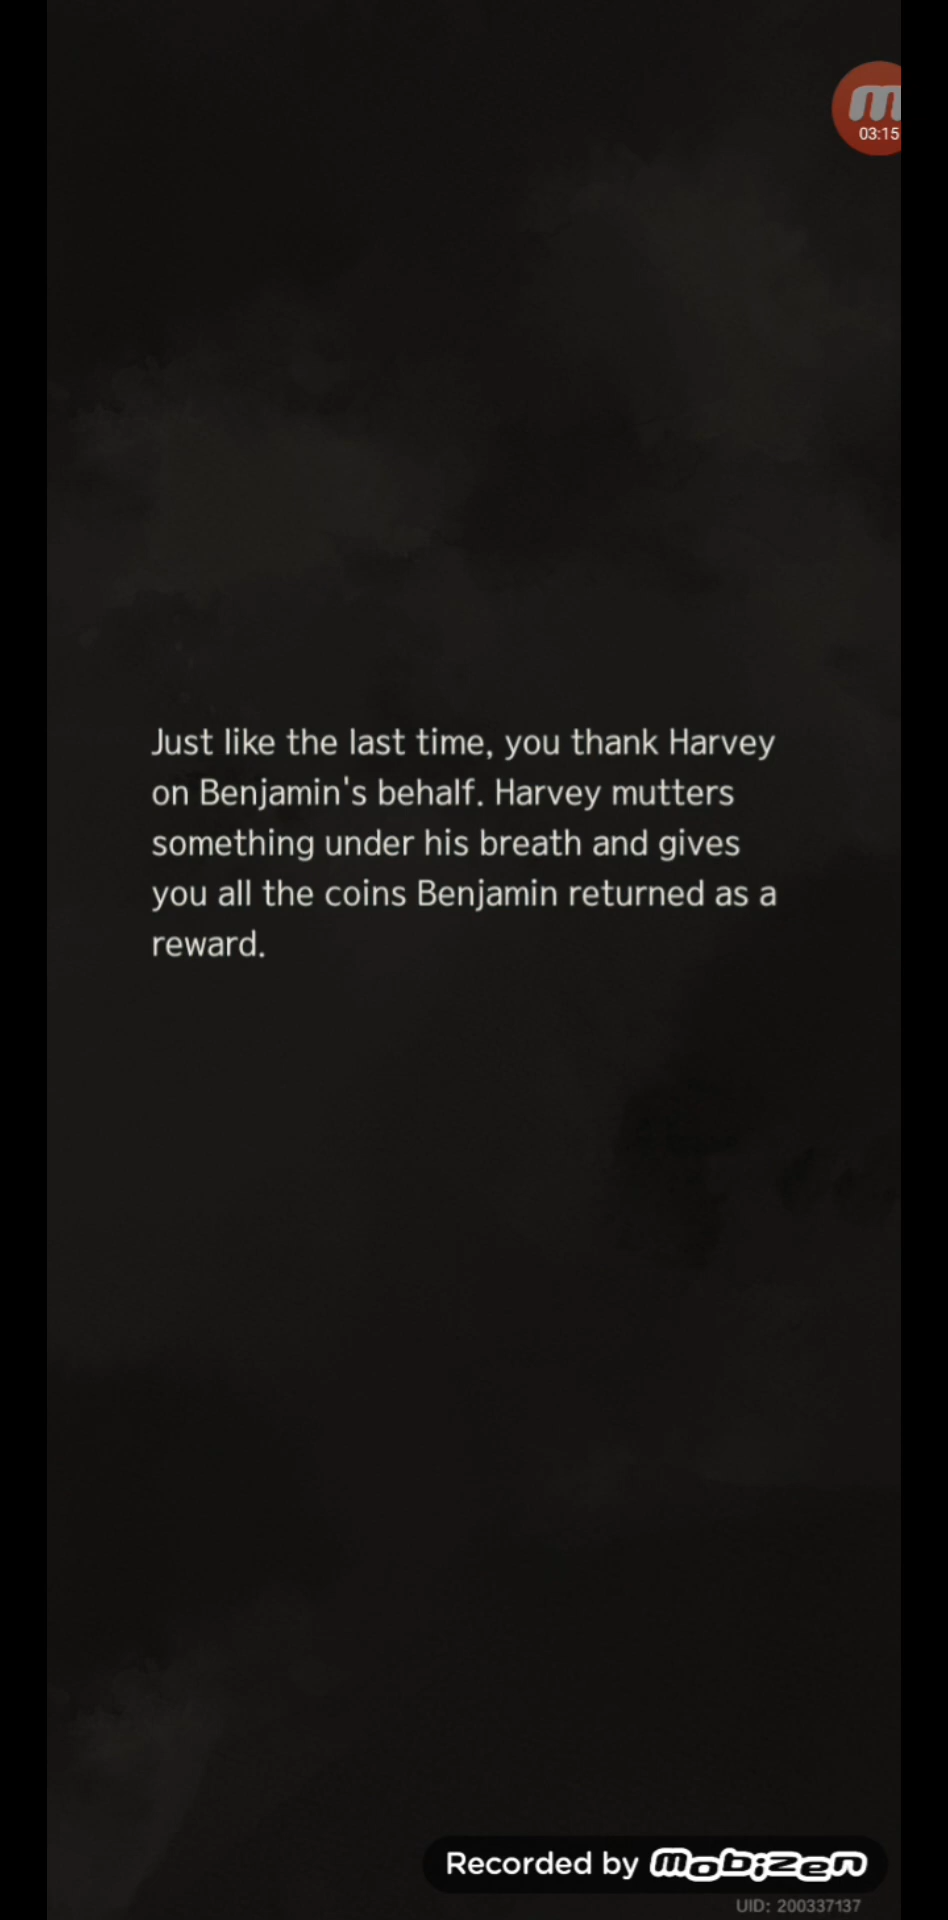 m
03:15
Just like the last time, you thank Harvey
on Benjamin's behalf. Harvey mutters
something under his breath and gives
you all the coins Benjamin returned as a
reward.
Recorded by mobizen
UID: 200337137